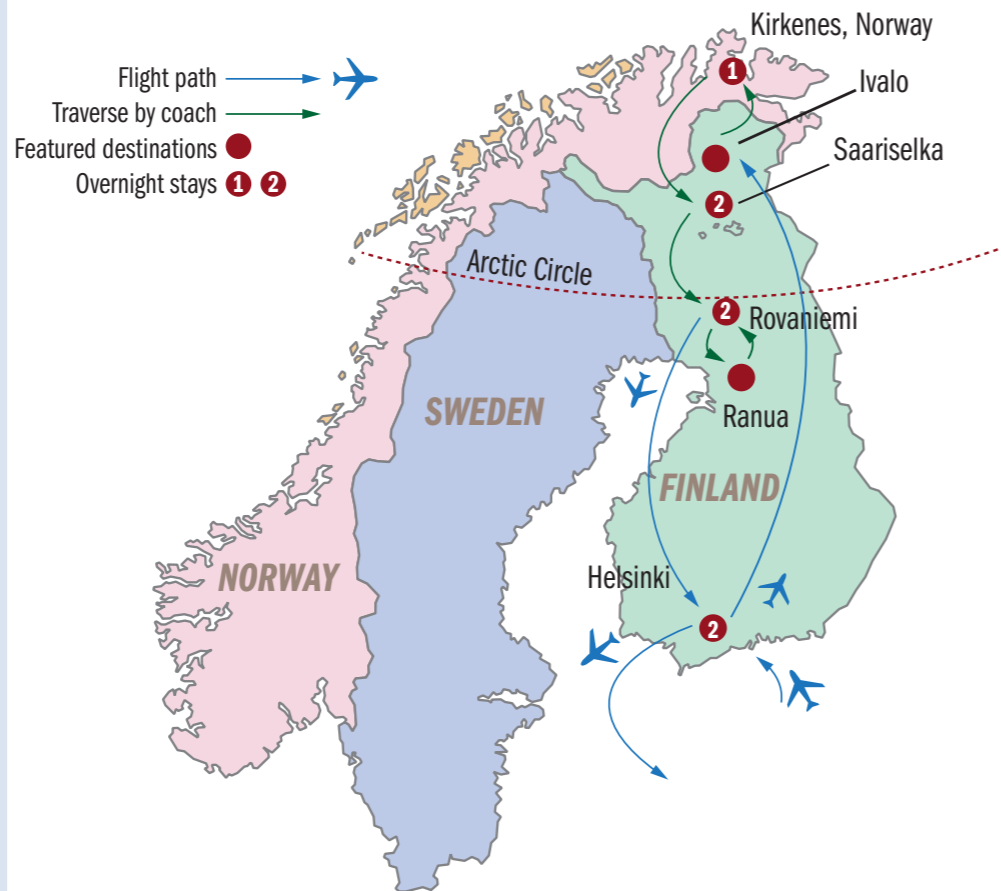 Kirkenes, Norway
Flight path
Ivalo
Traverse by coach
Featured destinations
Saariselka
Overnight stays 1 2
1
2
Arctic Circle
2
Rovaniemi
SWEDEN
Ranua
FINLAND
NORWAY
Helsinki
2